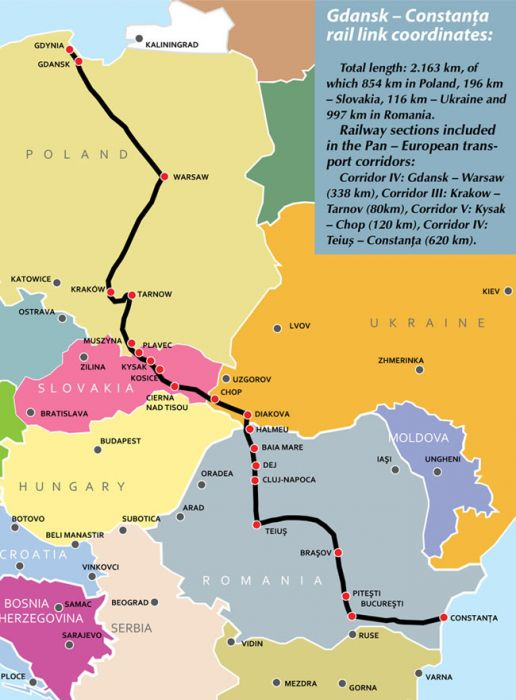 Gdansk – Constanța
rail link coordinates:
Total length: 2.163 km, of
which 854 km in Poland, 196 km
– Slovakia, 116 km – Ukraine and
997 km in Romania.
Railway sections included
in the Pan – European trans-
port corridors:
Corridor IV: Gdansk – Warsaw
(338 km), Corridor III: Krakow –
Tarnov (80km), Corridor V: Kysak
– Chop (120 km), Corridor IV:
Teiuș – Constanța (620 km).
GDYNIA
KALININGRAD
GDANSK
POLAND
WARSAW
KATOWICE
KRAKÓW
TARNOW
KIEV
OSTRAVA
LVOV
UKRAINE
MUSZYNA
PLAVEC
ZILINA
KYSAK
ZHMERINKA
KOSICE
UZGOROV
SLOVAKIA
CIERNA
NAD TISOU
CHOP
BRATISLAVA
DIAKOVA
HALMEU
MOLDOVA
BUDAPEST
BAIA MARE
DEJ
IAȘI
UNGHENI
ORADEA
CLUJ-NAPOCA
HUNGARY
ARAD
BOTOVO
SUBOTICA
TEIUȘ
BELI MANASTIR
CROATIA
BRAȘOV
VINKOVCI
ROMANIA
PITEȘTI
BOSNIA
HERZEGOVINA
SAMAC
BEOGRAD
BUCUREȘTI
CONSTANȚA
SERBIA
SARAJEVO
VIDIN
RUSE
PLOCE
MEZDRA
GORNA
VARNA